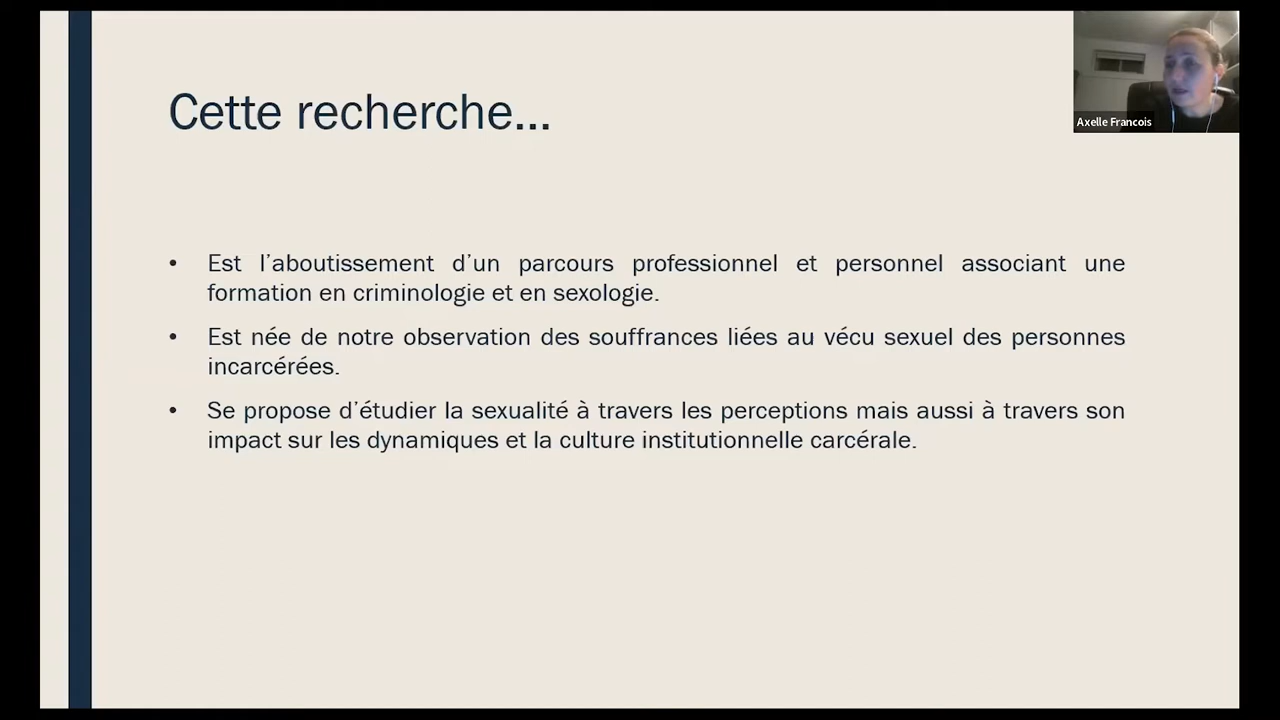 Cette recherche...
Axelle Francois
• Est l’aboutissement d’un parcours professionnel et personnel associant une
formation en criminologie et en sexologie.
• Est née de notre observation des souffrances liées au vécu sexuel des personnes
incarcérées.
• Se propose d’étudier la sexualité à travers les perceptions mais aussi à travers son
impact sur les dynamiques et la culture institutionnelle carcérale.